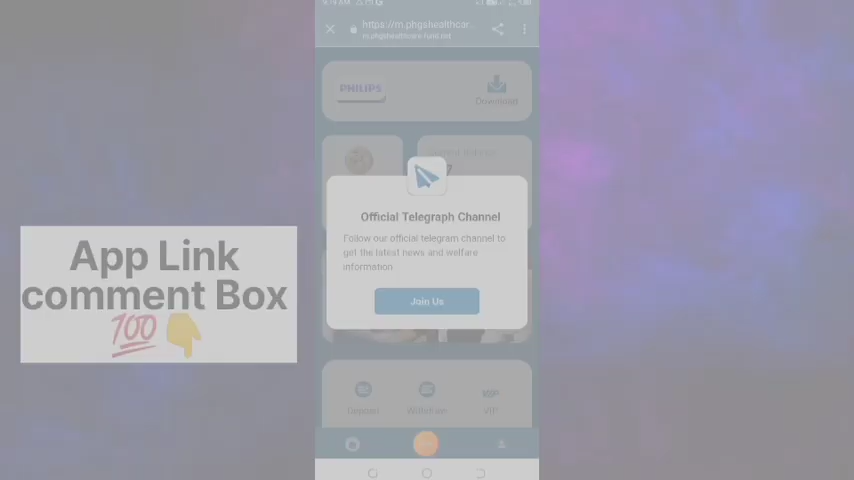 https://m.phgshealthcar...
PHILIPS
Download
Official Telegraph Channel
Follow our official telegram channel to
get the latest news and welfare
information
Join Us
App Link
comment Box
💯👇
Withdraw
VIP